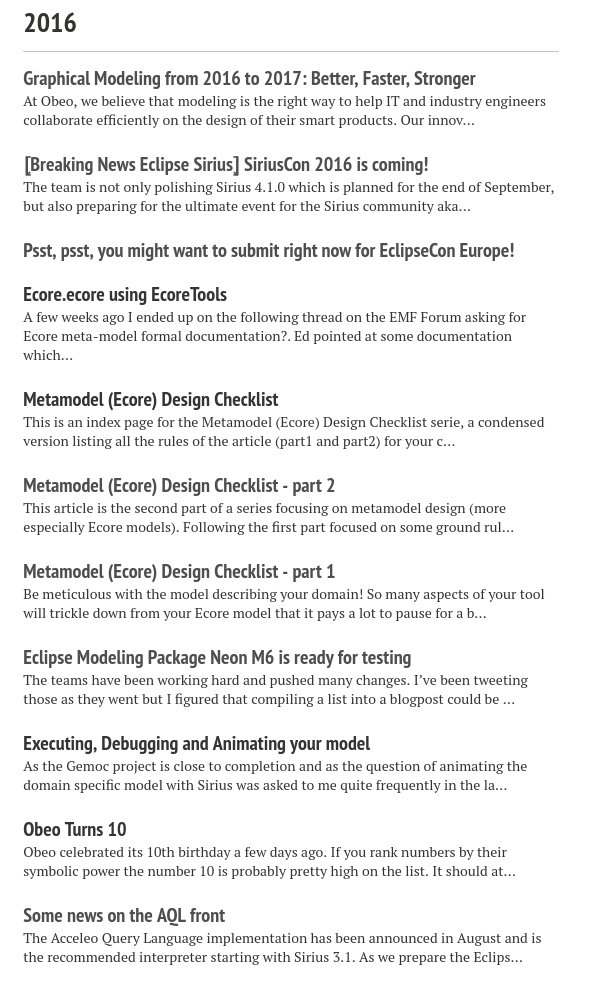 2016
Graphical Modeling from 2016 to 2017: Better, Faster, Stronger
At Obeo, we believe that modeling is the right way to help IT and industry engineers
collaborate efficiently on the design of their smart products. Our innov...
[Breaking News Eclipse Sirius] SiriusCon 2016 is coming!
The team is not only polishing Sirius 4.1.0 which is planned for the end of September,
but also preparing for the ultimate event for the Sirius community aka...
Psst, psst, you might want to submit right now for EclipseCon Europe!
Ecore.ecore using EcoreTools
A few weeks ago I ended up on the following thread on the EMF Forum asking for
Ecore meta-model formal documentation?. Ed pointed at some documentation
which...
Metamodel (Ecore) Design Checklist
This is an index page for the Metamodel (Ecore) Design Checklist serie, a condensed
version listing all the rules of the article (part1 and part2) for your c...
Metamodel (Ecore) Design Checklist - part 2
This article is the second part of a series focusing on metamodel design (more
especially Ecore models). Following the first part focused on some ground rul...
Metamodel (Ecore) Design Checklist - part 1
Be meticulous with the model describing your domain! So many aspects of your tool
will trickle down from your Ecore model that it pays a lot to pause for a b...
Eclipse Modeling Package Neon M6 is ready for testing
The teams have been working hard and pushed many changes. I've been tweeting
those as they went but I figured that compiling a list into a blogpost could be ...
Executing, Debugging and Animating your model
As the Gemoc project is close to completion and as the question of animating the
domain specific model with Sirius was asked to me quite frequently in the la...
Obeo Turns 10
Obeo celebrated its 10th birthday a few days ago. If you rank numbers by their
symbolic power the number 10 is probably pretty high on the list. It should at...
Some news on the AQL front
The Acceleo Query Language implementation has been announced in August and is
the recommended interpreter starting with Sirius 3.1. As we prepare the Eclips...